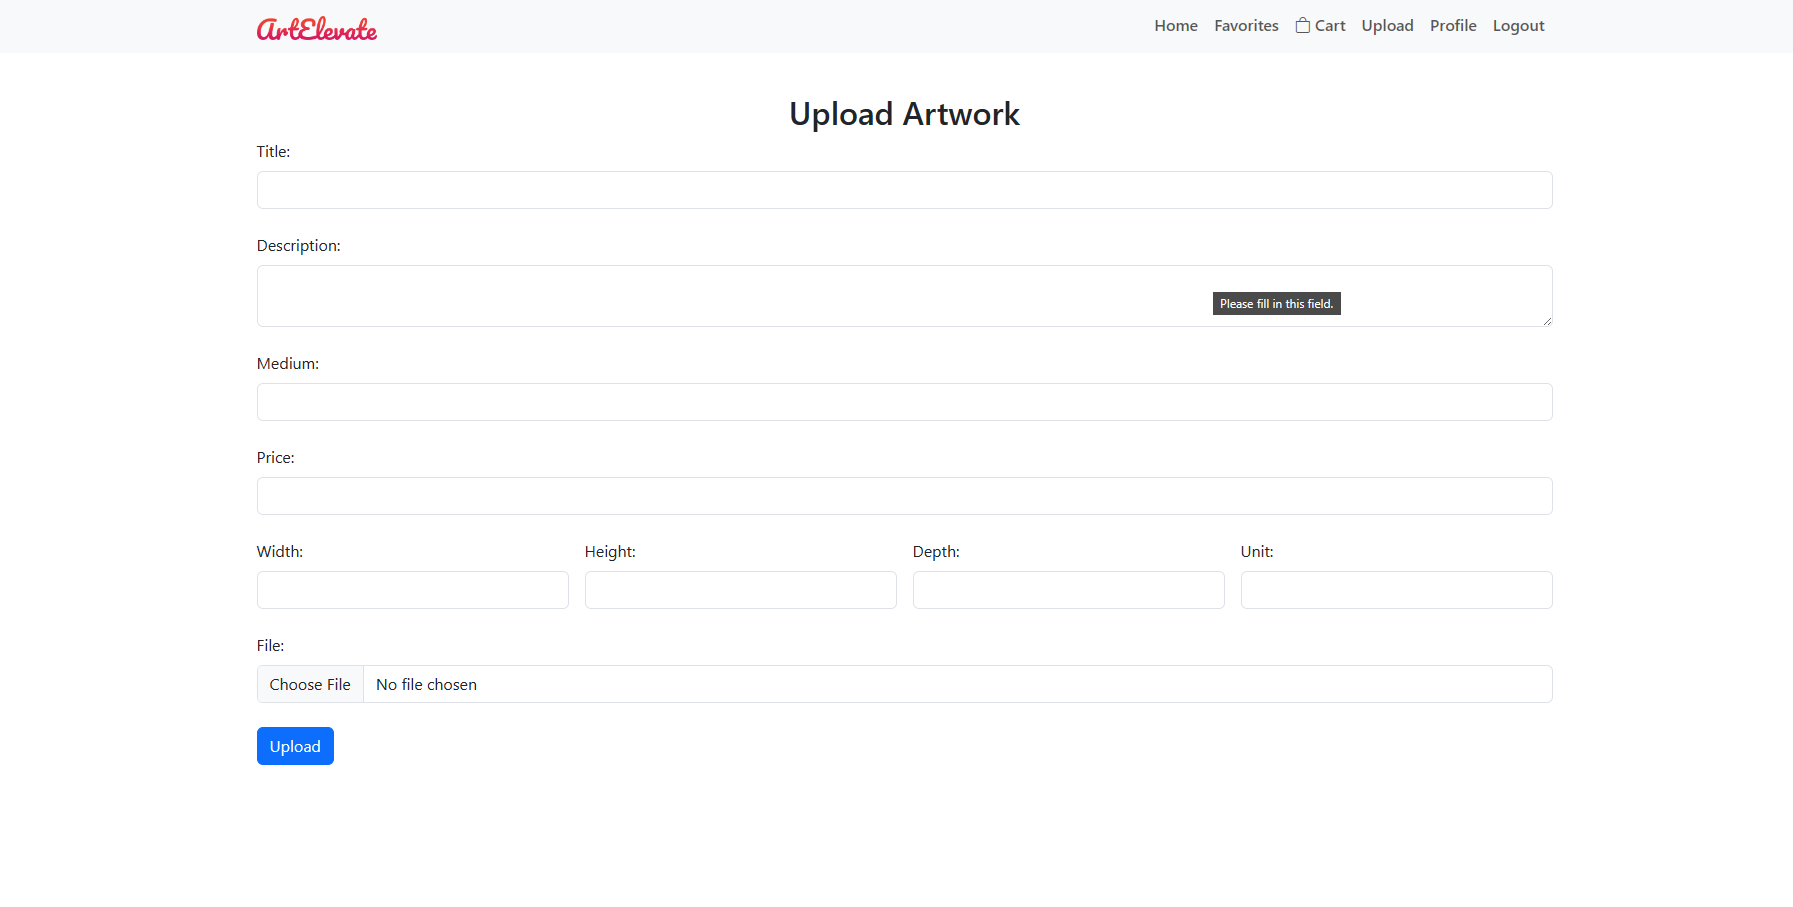 ArtElevate
Home Favorites Cart Upload Profile Logout
Upload Artwork
Title:
Description:
Please fill in this field.
Medium:
Price:
Width: Height: Depth: Unit:
File:
Choose File No file chosen
Upload